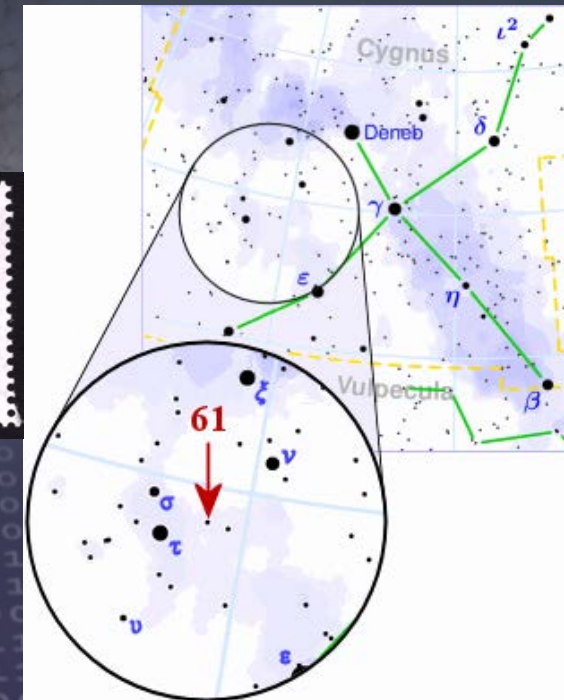 ι²
Cygnus
Deneb
δ
γ
ε
η
Vulpecula
β
ξ
61
ν
σ
τ
υ
ε